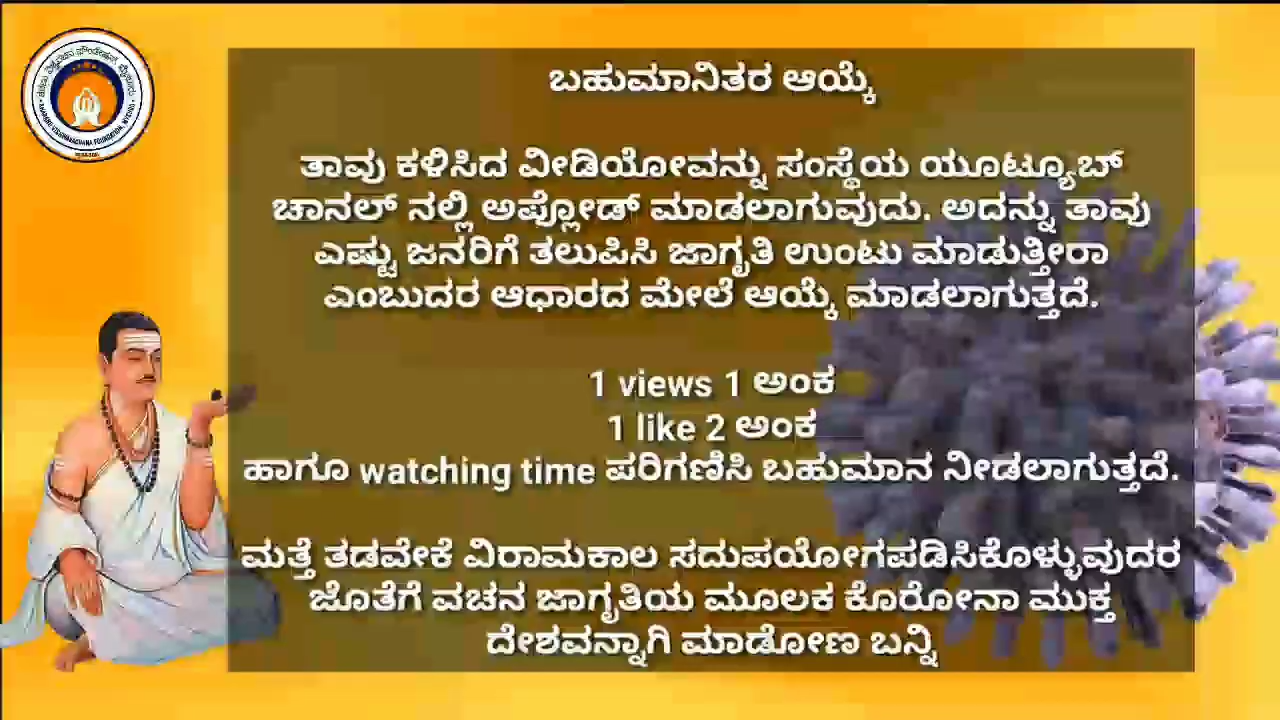 ಬಹುಮಾನಿತರ ಆಯ್ಕೆ
ತಾವು ಕಳಿಸಿದ ವೀಡಿಯೋವನ್ನು ಸಂಸ್ಥೆಯ ಯೂಟ್ಯೂಬ್
ಚಾನಲ್ ನಲ್ಲಿ ಅಪ್ಲೋಡ್ ಮಾಡಲಾಗುವುದು. ಅದನ್ನು ತಾವು
ಎಷ್ಟು ಜನರಿಗೆ ತಲುಪಿಸಿ ಜಾಗೃತಿ ಉಂಟು ಮಾಡುತ್ತೀರಾ
ಎಂಬುದರ ಆಧಾರದ ಮೇಲೆ ಆಯ್ಕೆ ಮಾಡಲಾಗುತ್ತದೆ.
1 views 1 ಅಂಕ
1 like 2 ಅಂಕ
ಹಾಗೂ watching time ಪರಿಗಣಿಸಿ ಬಹುಮಾನ ನೀಡಲಾಗುತ್ತದೆ.
ಮತ್ತೆ ತಡವೇಕೆ ವಿರಾಮಕಾಲ ಸದುಪಯೋಗಪಡಿಸಿಕೊಳ್ಳುವುದರ
ಜೊತೆಗೆ ವಚನ ಜಾಗೃತಿಯ ಮೂಲಕ ಕೊರೋನಾ ಮುಕ್ತ
ದೇಶವನ್ನಾಗಿ ಮಾಡೋಣ ಬನ್ನಿ